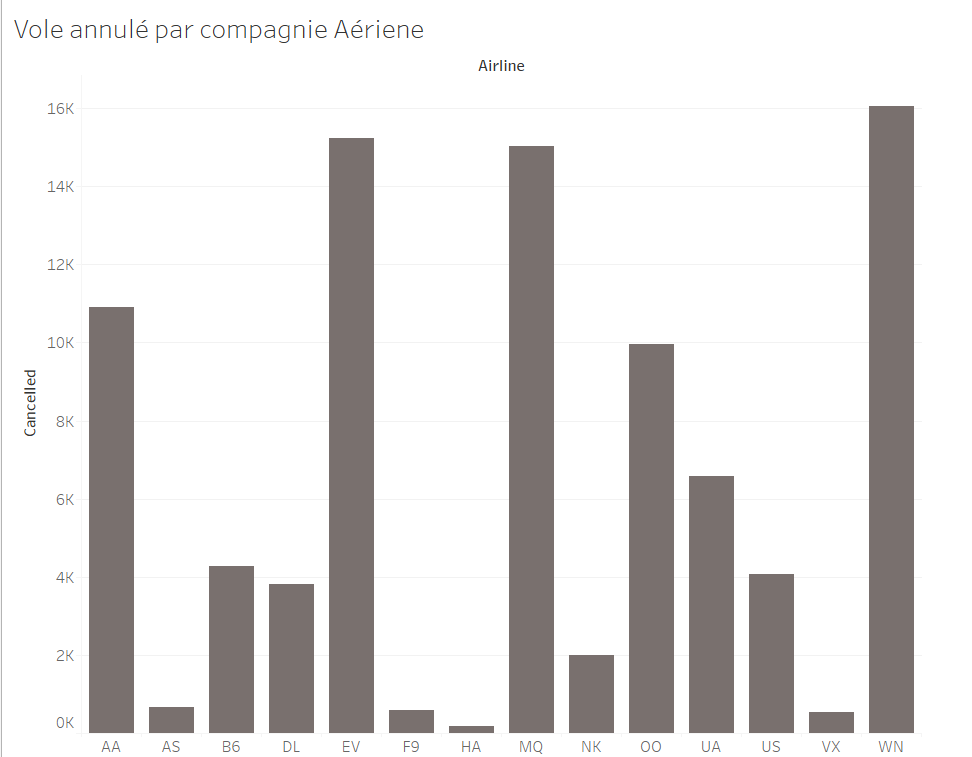 Vole annulé par compagnie Aériene
Airline
Cancelled
16K
14K
12K
10K
8K
6K
4K
2K
0K
AA AS B6 DL EV F9 HA MQ NK OO UA US VX WN